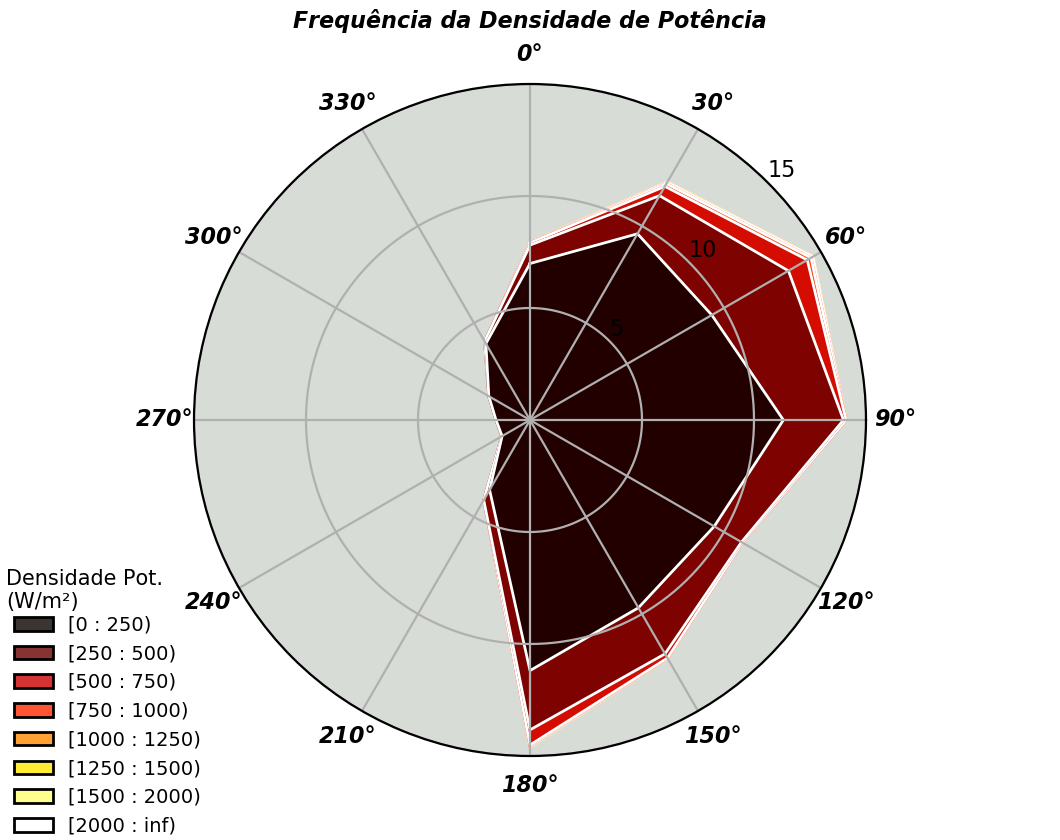 Frequência da Densidade de Potência
0°
330°
30°
15
300°
60°
10
5
270°
90°
240°
120°
210°
150°
180°
Densidade Pot.
(W/m²)
[0 : 250)
[250 : 500)
[500 : 750)
[750 : 1000)
[1000 : 1250)
[1250 : 1500)
[1500 : 2000)
[2000 : inf)